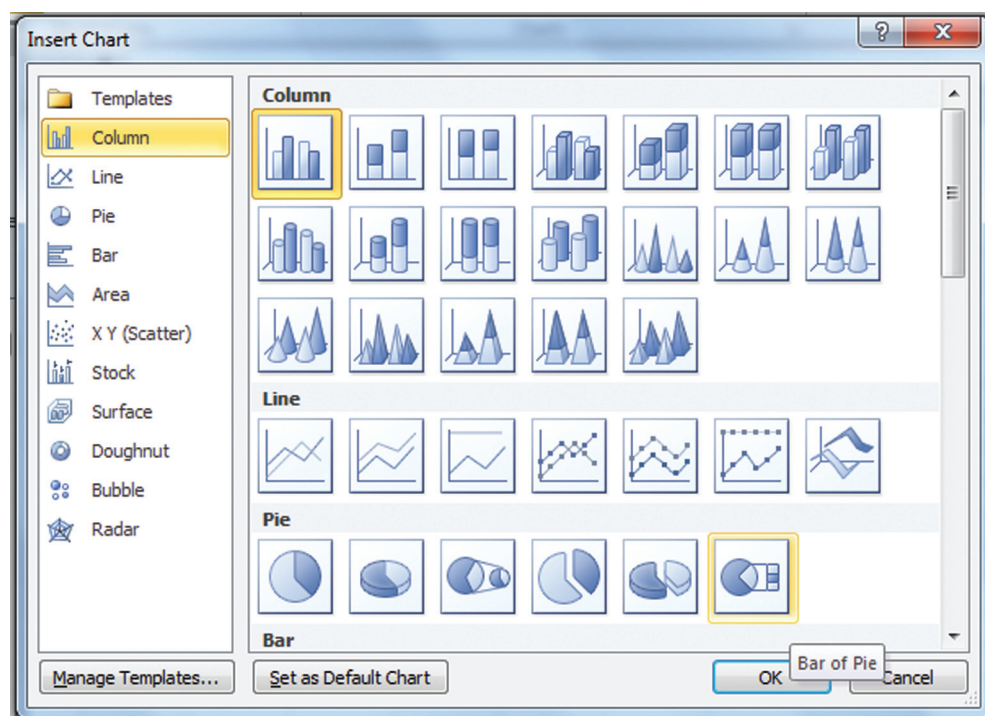 Insert Chart
?
X
Templates
Column
Line
Pie
Bar
Area
X Y (Scatter)
Stock
Surface
Doughnut
Bubble
Radar
Column
Line
Pie
Bar
Manage Templates...
Set as Default Chart
OK
Bar of Pie
Cancel